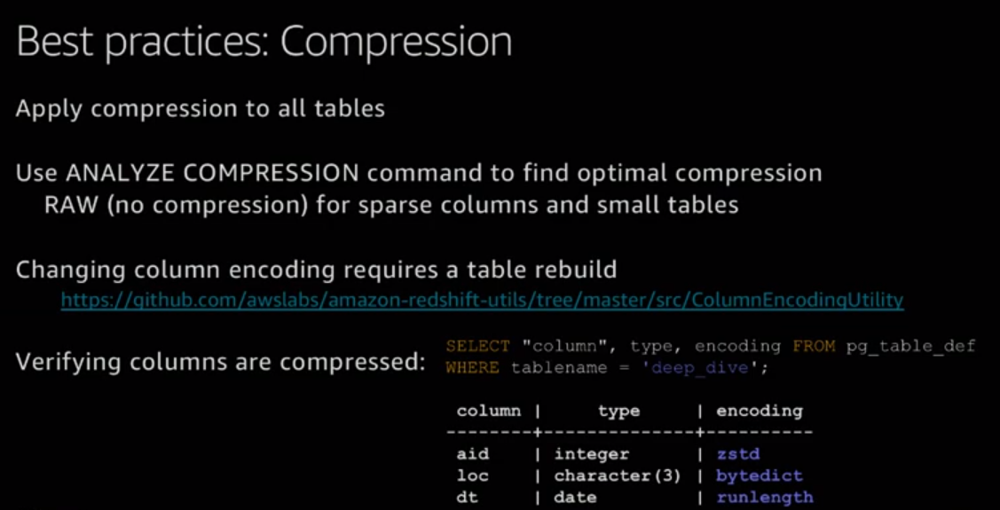 Best practices: Compression
Apply compression to all tables
Use ANALYZE COMPRESSION command to find optimal compression
RAW (no compression) for sparse columns and small tables
Changing column encoding requires a table rebuild
https://github.com/awslabs/amazon-redshift-utils/tree/master/src/ColumnEncodingUtility
Verifying columns are compressed:
SELECT "column", type, encoding FROM pg_table_def
WHERE tablename = 'deep_dive';
column | type | encoding
--------+--------------+----------
aid | integer | zstd
loc | character(3) | bytedict
dt | date | runlength